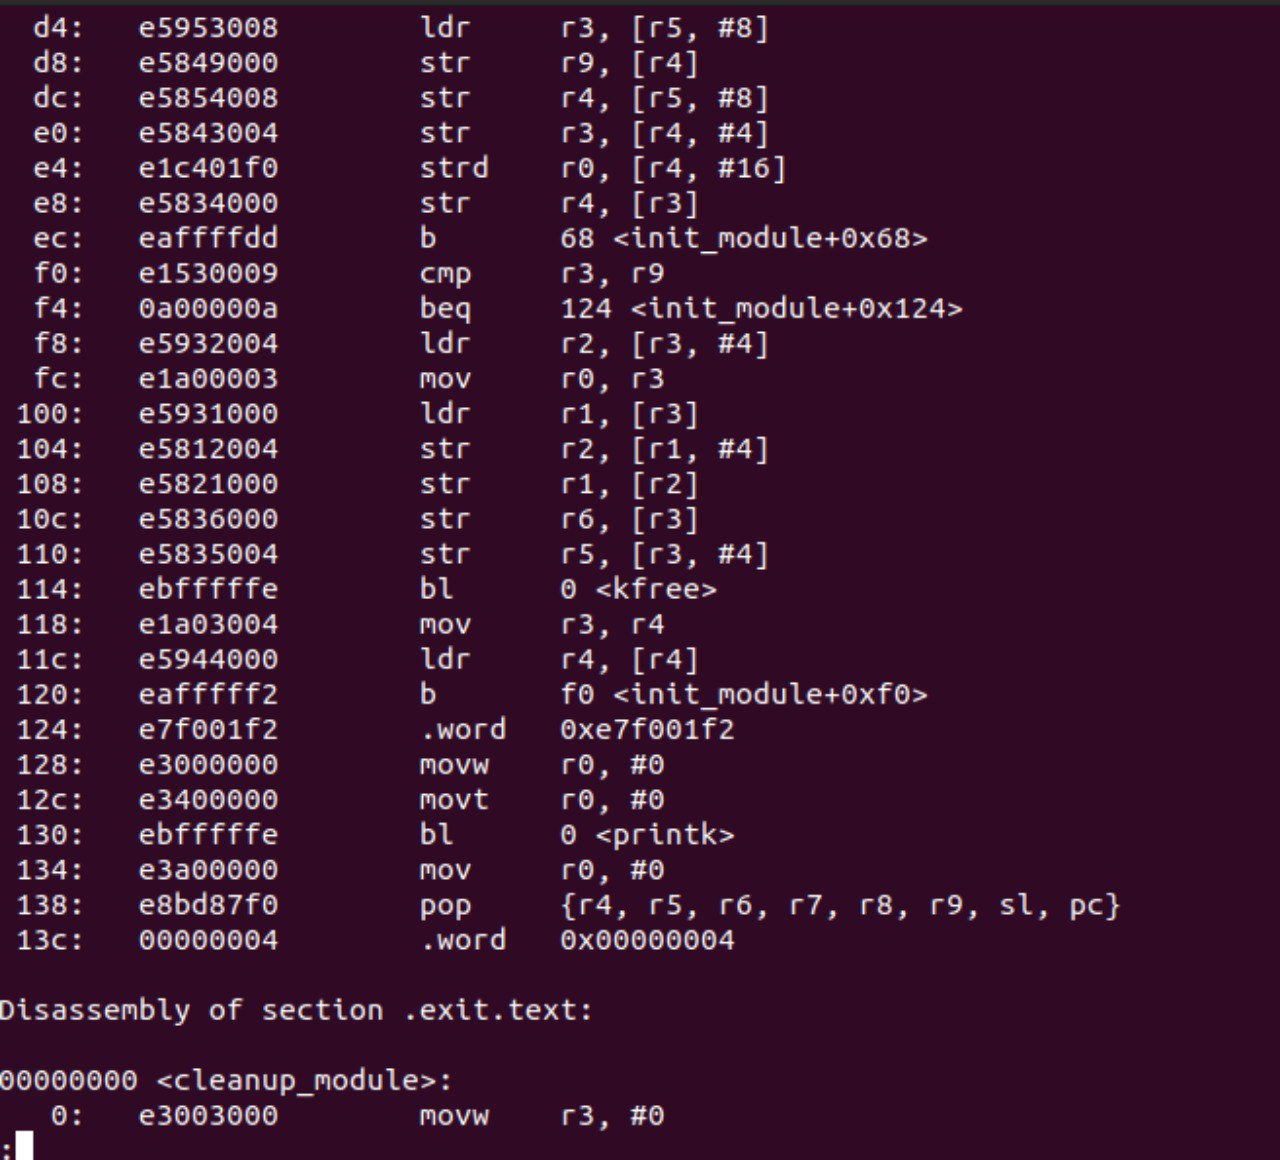 d4: e5953008 ldr r3, [r5, #8]
d8: e5849000 str r9, [r4]
dc: e5854008 str r4, [r5, #8]
e0: e5843004 str r3, [r4, #4]
e4: e1c401f0 strd r0, [r4, #16]
e8: e5834000 str r4, [r3]
ec: eaffffdd b 68 <init_module+0x68>
f0: e1530009 cmp r3, r9
f4: 0a00000a beq 124 <init_module+0x124>
f8: e5932004 ldr r2, [r3, #4]
fc: e1a00003 mov r0, r3
100: e5931000 ldr r1, [r3]
104: e5812004 str r2, [r1, #4]
108: e5821000 str r1, [r2]
10c: e5836000 str r6, [r3]
110: e5835004 str r5, [r3, #4]
114: ebfffffe bl 0 <kfree>
118: e1a03004 mov r3, r4
11c: e5944000 ldr r4, [r4]
120: eafffff2 b f0 <init_module+0xf0>
124: e7f001f2 .word 0xe7f001f2
128: e3000000 movw r0, #0
12c: e3400000 movt r0, #0
130: ebfffffe bl 0 <printk>
134: e3a00000 mov r0, #0
138: e8bd87f0 pop {r4, r5, r6, r7, r8, r9, sl, pc}
13c: 00000004 .word 0x00000004
Disassembly of section .exit.text:
00000000 <cleanup_module>:
0: e3003000 movw r3, #0
: